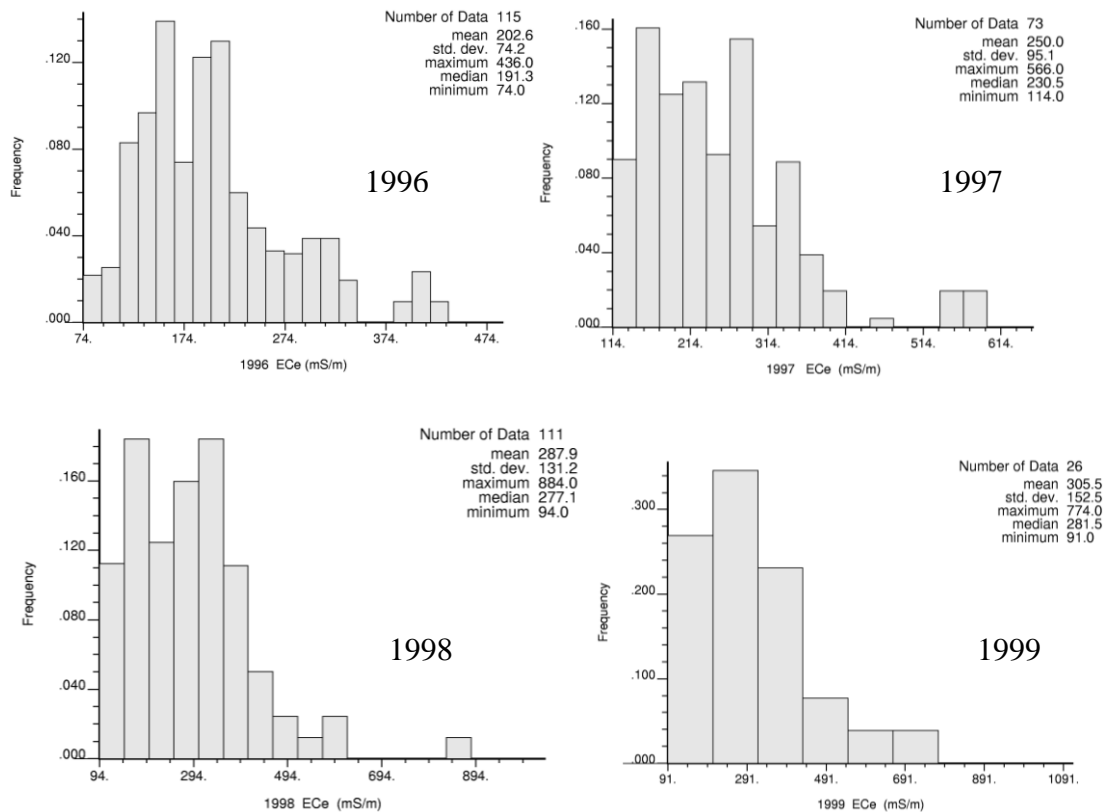 Number of Data 115
mean 202.6
std. dev. 74.2
maximum 436.0
median 191.3
minimum 74.0
.120
.080
.040
.000
Frequency
1996
74. 174. 274. 374. 474.
1996 ECe (mS/m)
Number of Data 73
mean 250.0
std. dev. 95.1
maximum 566.0
median 230.5
minimum 114.0
.160
.120
.080
.040
.000
Frequency
1997
114. 214. 314. 414. 514. 614.
1997 ECe (mS/m)
Number of Data 111
mean 287.9
std. dev. 131.2
maximum 884.0
median 277.1
minimum 94.0
.160
.120
.080
.040
.000
Frequency
1998
94. 294. 494. 694. 894.
1998 ECe (mS/m)
Number of Data 26
mean 305.5
std. dev. 152.5
maximum 774.0
median 281.5
minimum 91.0
.300
.200
.100
.000
Frequency
1999
91. 291. 491. 691. 891. 1091.
1999 ECe (mS/m)